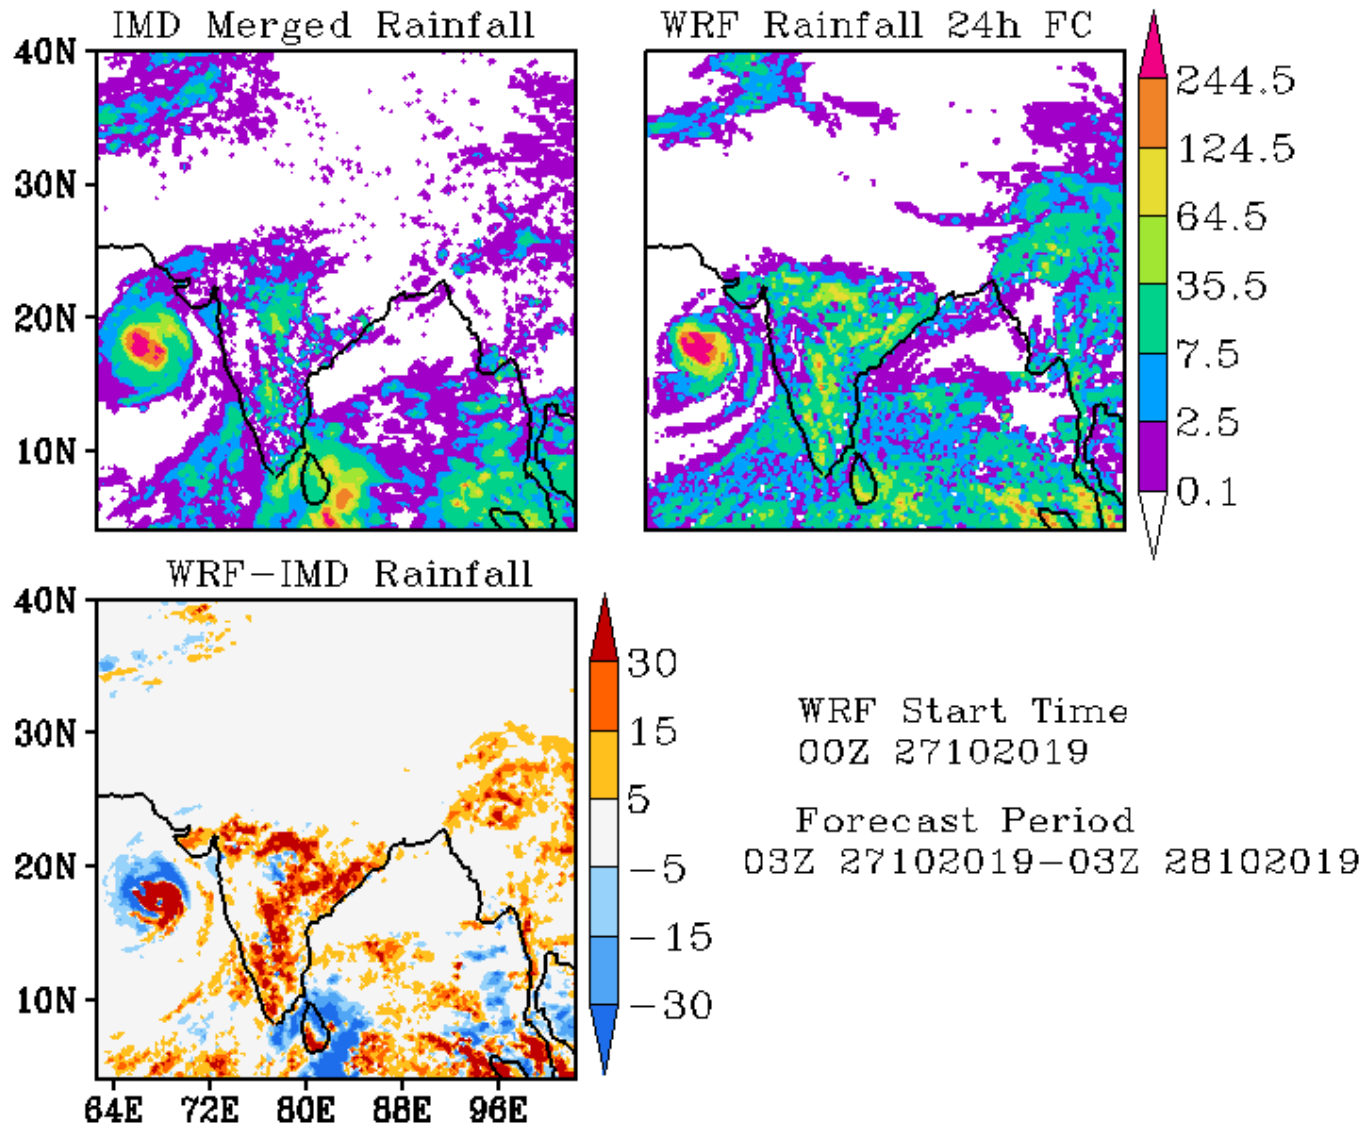 IMD Merged Rainfall
WRF Rainfall 24h FC
40N
30N
20N
10N
244.5
124.5
64.5
35.5
7.5
2.5
0.1
WRF-IMD Rainfall
40N
30N
20N
10N
64E 72E 80E 88E 96E
30
15
5
-5
-15
-30
WRF Start Time
00Z 27102019
Forecast Period
03Z 27102019-03Z 28102019